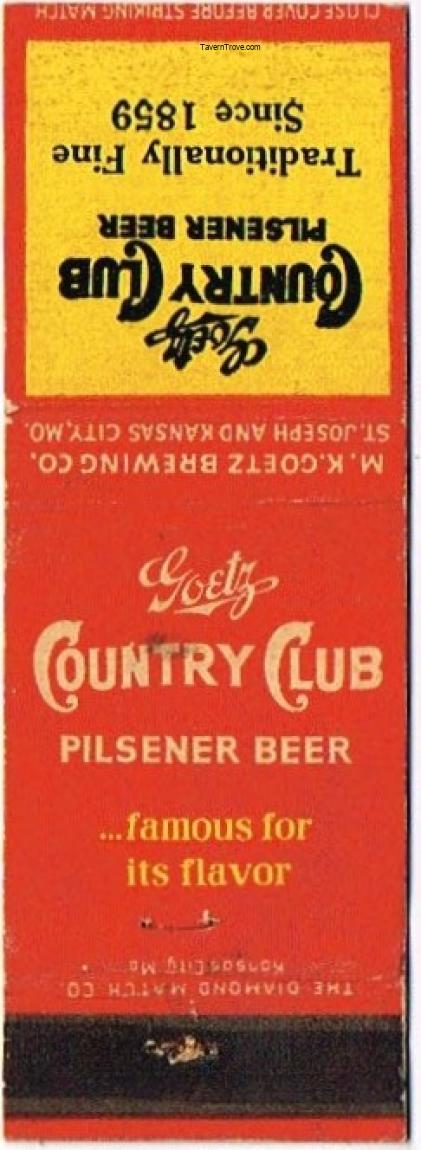 CLOSE COVER BEFORE STRIKING MATCH
TavernTrove.com
Since 1859
Traditionally Fine
PILSENER BEER
COUNTRY CLUB
Goetz
ST. JOSEPH AND KANSAS CITY, MO.
M. K. GOETZ BREWING CO.
Goetz
COUNTRY CLUB
PILSENER BEER
...famous for
its flavor
Kansas City Mo
THE DIAMOND MATCH CO.